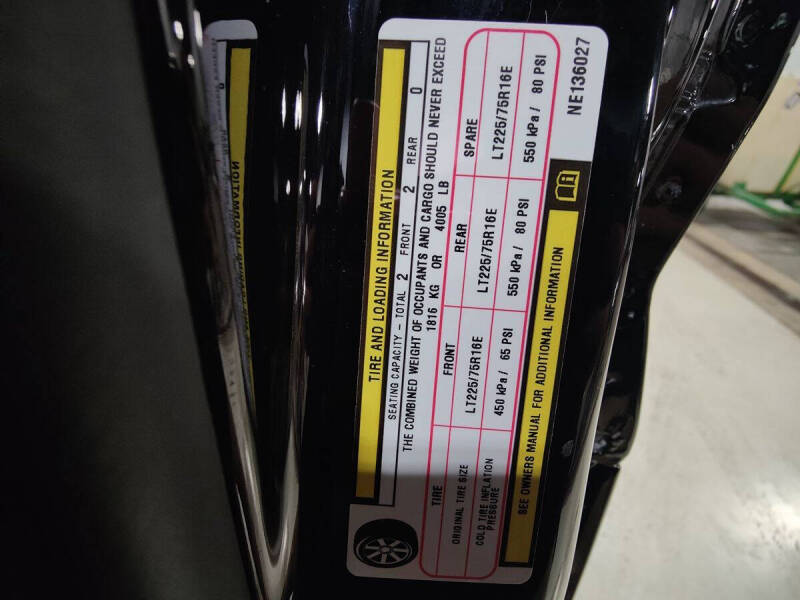 TIRE AND LOADING INFORMATION
SEATING CAPACITY - TOTAL 2 FRONT 2 REAR 0
THE COMBINED WEIGHT OF OCCUPANTS AND CARGO SHOULD NEVER EXCEED
1816 KG OR 4005 LB
TIRE FRONT REAR SPARE
ORIGINAL TIRE SIZE LT225/75R16E LT225/75R16E LT225/75R16E
COLD TIRE INFLATION PRESSURE 450 kPa/ 65 PSI 550 kPa/ 80 PSI 550 kPa/ 80 PSI
SEE OWNERS MANUAL FOR ADDITIONAL INFORMATION
NE136027